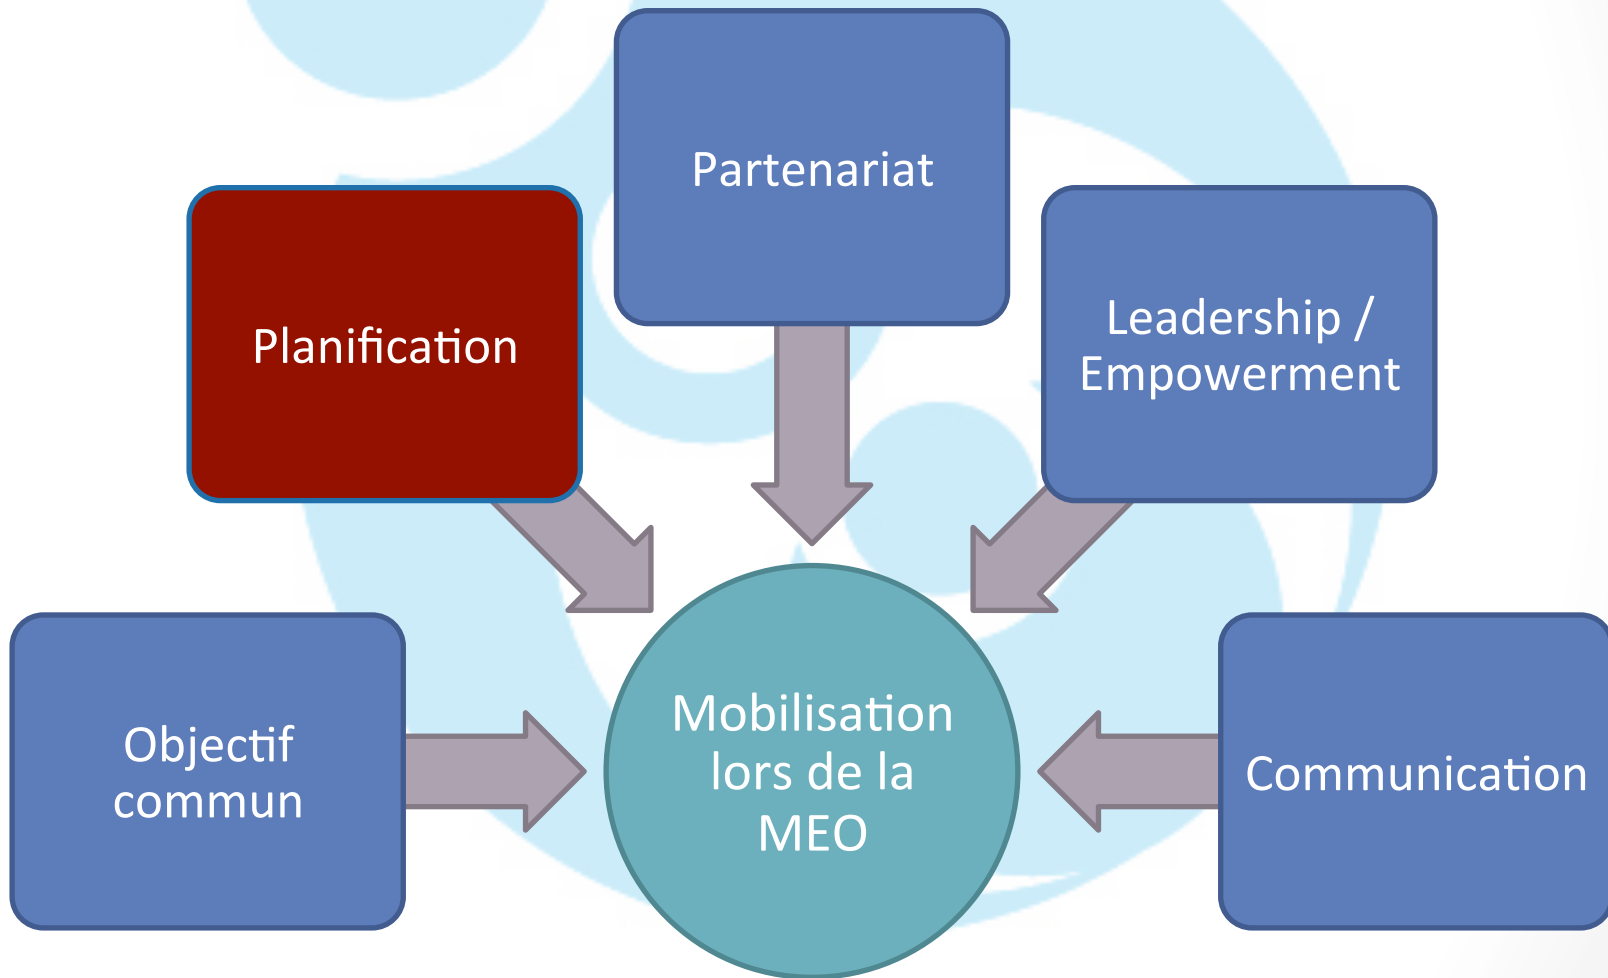 Partenariat
Planification
Leadership /
Empowerment
Objectif
commun
Mobilisation
lors de la
MEO
Communication